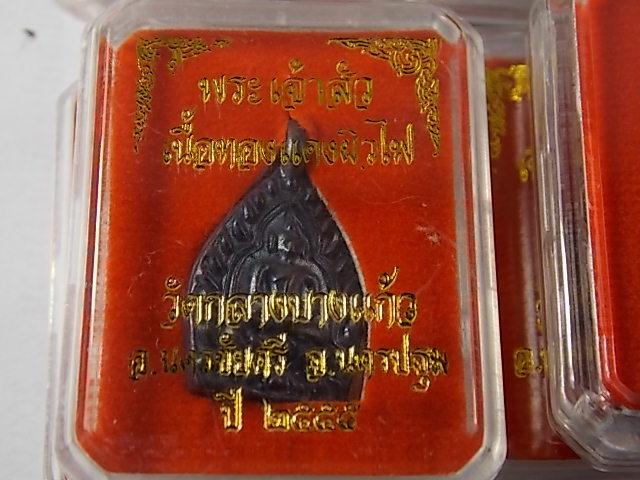 พระเจ้าสัว
เนื้อทองแดงผิวไฟ
วัดกลางบางแก้ว
อ.นครชัยศรี จ.นครปฐม
ปี ๒๕๕๕